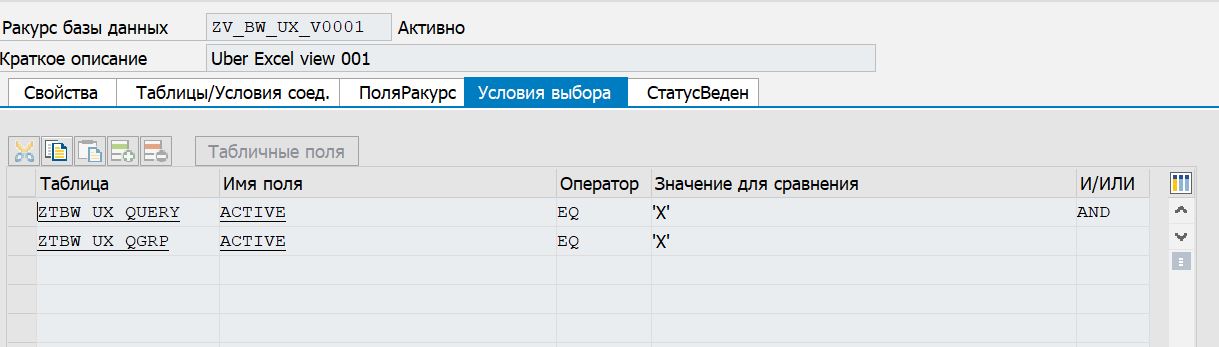 Ракурс базы данных ZV_BW_UX_V0001 Активно
Краткое описание Uber Excel view 001
Свойства Таблицы/Условия соед. ПоляРакурс Условия выбора СтатусВеден
Табличные поля
Таблица Имя поля Оператор Значение для сравнения И/ИЛИ
ZTBW_UX_QUERY ACTIVE EQ 'X' AND
ZTBW_UX_QGRP ACTIVE EQ 'X'